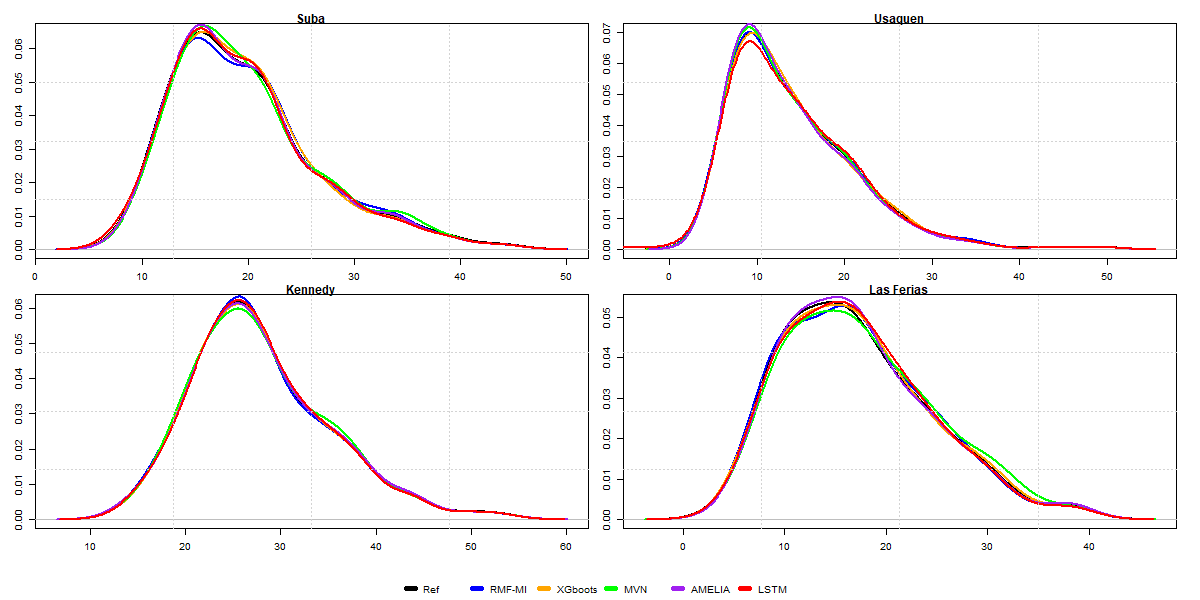 Suba
0.00 0.01 0.02 0.03 0.04 0.05 0.06
0 10 20 30 40 50
Usaquen
0.00 0.01 0.02 0.03 0.04 0.05 0.06 0.07
0 10 20 30 40 50
Kennedy
0.00 0.01 0.02 0.03 0.04 0.05 0.06
10 20 30 40 50 60
Las Ferias
0.00 0.01 0.02 0.03 0.04 0.05
0 10 20 30 40
Ref RMF-MI XGboots MVN AMELIA LSTM